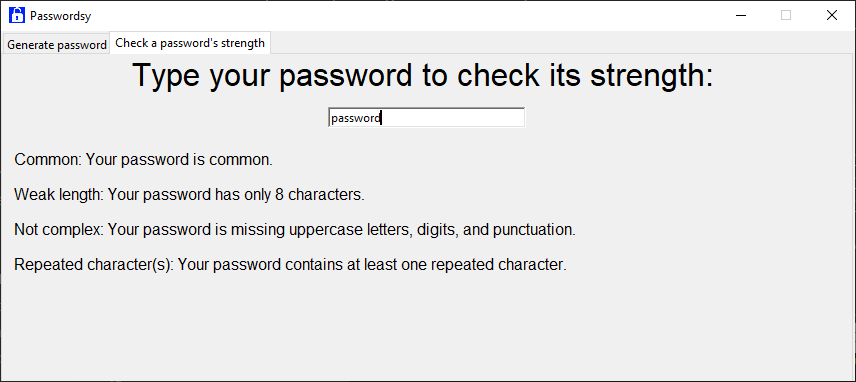 Passwordsy
Generate password Check a password's strength
Type your password to check its strength:
password
Common: Your password is common.
Weak length: Your password has only 8 characters.
Not complex: Your password is missing uppercase letters, digits, and punctuation.
Repeated character(s): Your password contains at least one repeated character.